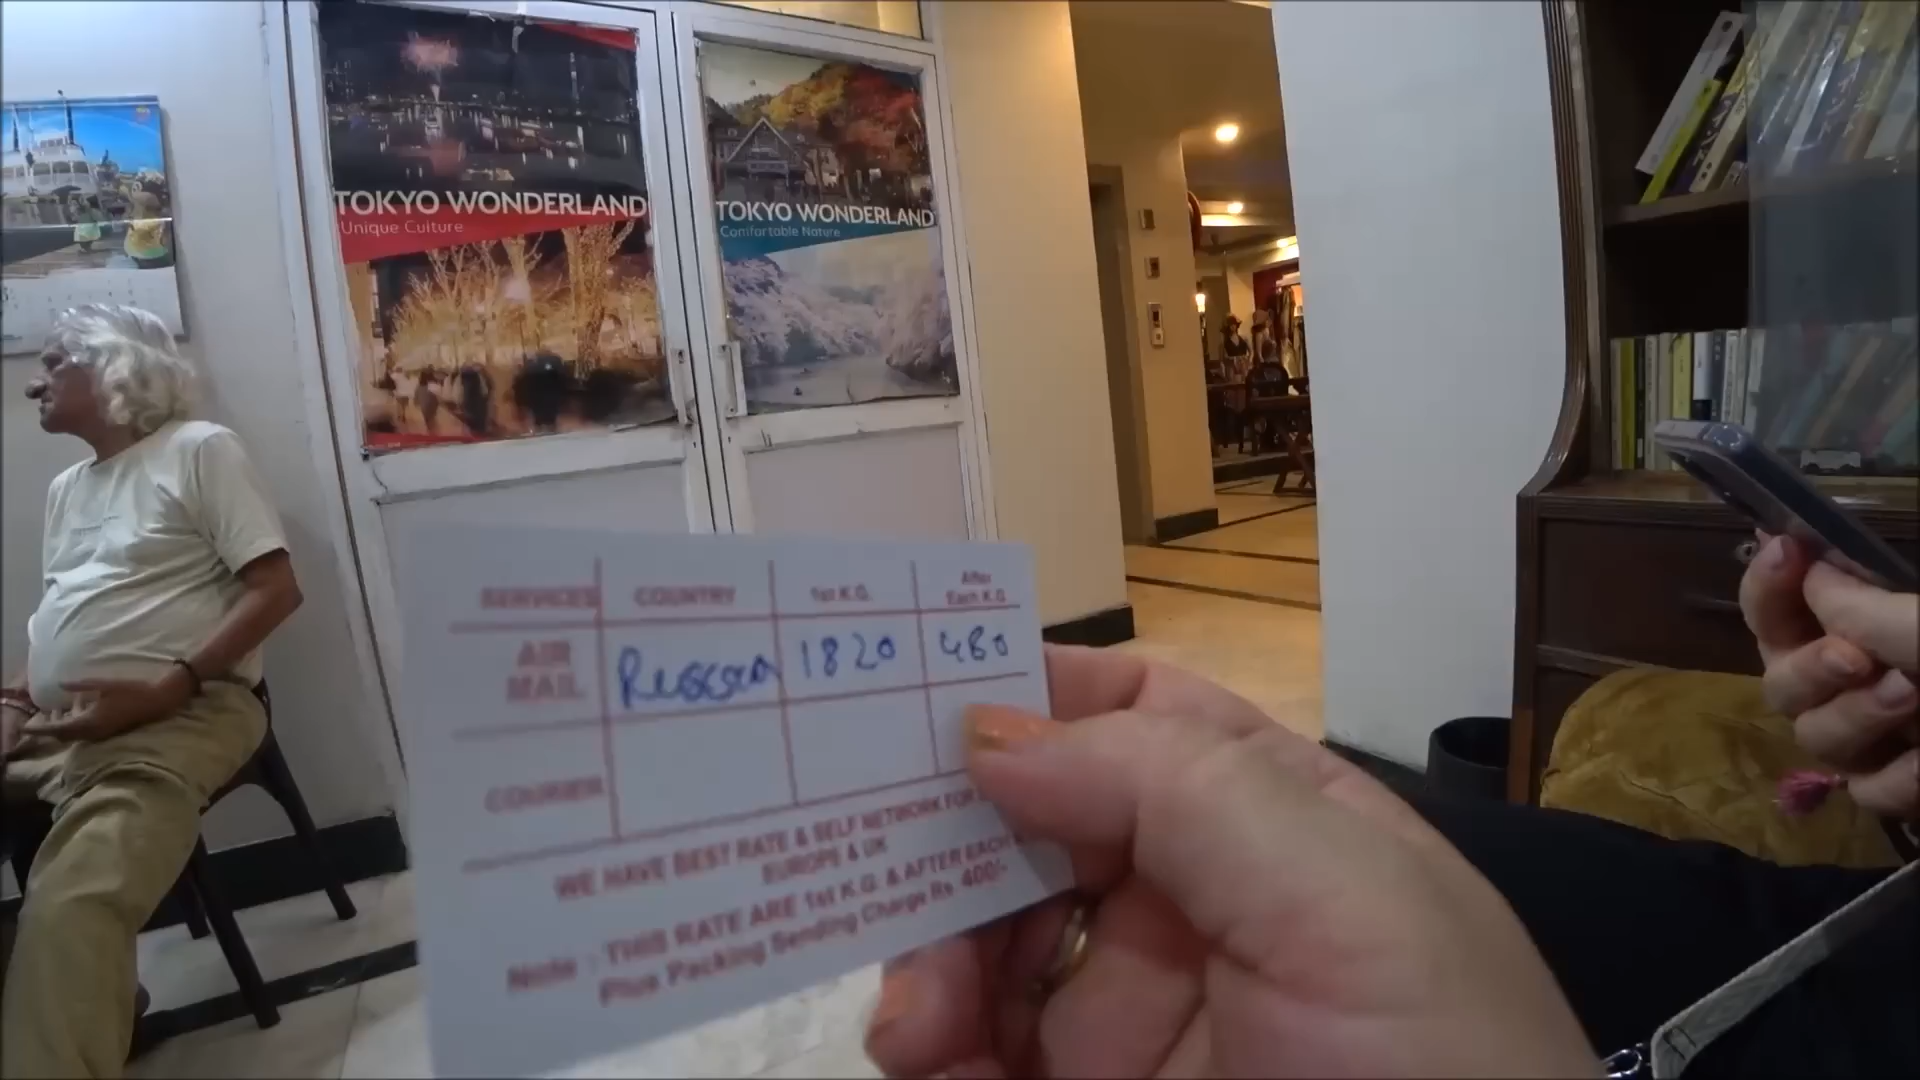 TOKYO WONDERLAND
Unique Culture
TOKYO WONDERLAND
Comfortable Nature
SERVICES COUNTRY 1st K.G. After Each K.G
AIR MAIL Russia 1820 480
COURIER
WE HAVE BEST RATE & SELF NETWORK FOR
EUROPE & UK
Note : THIS RATE ARE 1st K.G. & AFTER EACH
Plus Packing Sending Charge Rs. 400/-